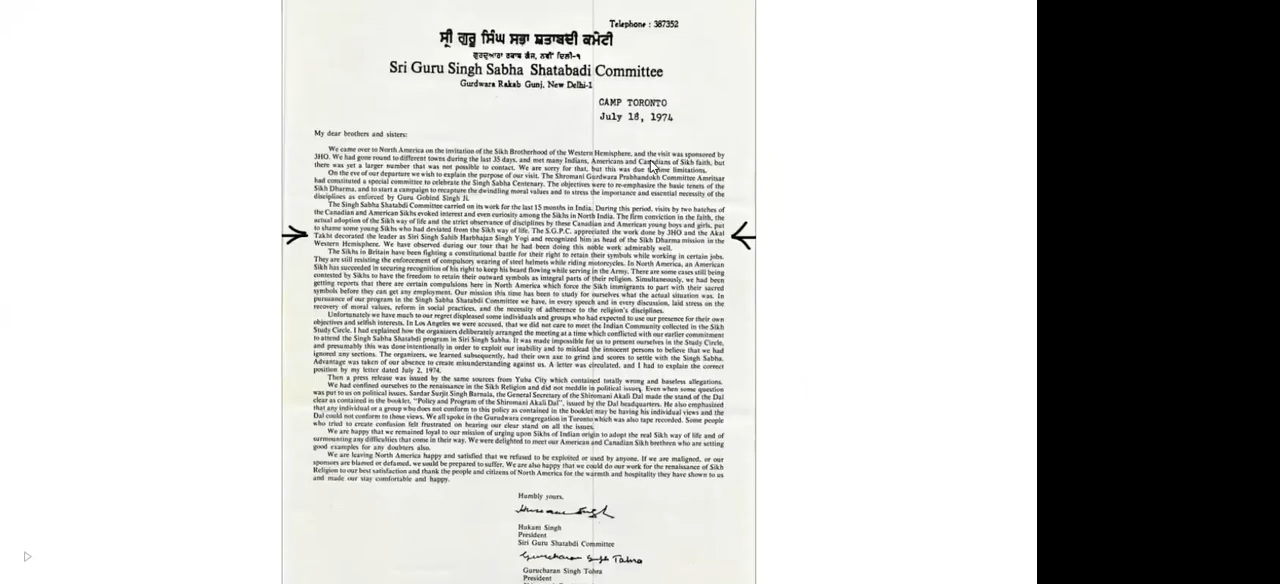 Telephone : 387352
ਸ੍ਰੀ ਗੁਰੂ ਸਿੰਘ ਸਭਾ ਸ਼ਤਾਬਦੀ ਕਮੇਟੀ
ਗੁਰਦੁਆਰਾ ਰਕਾਬ ਗੰਜ, ਨਵੀਂ ਦਿਲੀ-੧
Sri Guru Singh Sabha Shatabadi Committee
Gurdwara Rakab Gunj, New Delhi-1
CAMP TORONTO
July 18, 1974
My dear brothers and sisters:
We came over to North America on the invitation of the Sikh Brotherhood of the Western Hemisphere, and the visit was sponsored by
3HO. We had gone round to different towns during the last 35 days, and met many Indians, Americans and Canadians of Sikh faith, but
there was yet a larger number that was not possible to contact. We are sorry for that, but this was due to time limitations.
On the eve of our departure we wish to explain the purpose of our visit. The Shromani Gurdwara Prabhandokh Committee Amritsar
had constituted a special committee to celebrate the Singh Sabha Centenary. The objectives were to re-emphasize the basic tenets of the
Sikh Dharma, and to start a campaign to recapture the dwindling moral values and to stress the importance and essential necessity of the
disciplines as enforced by Guru Gobind Singh Ji.
The Singh Sabha Shatabdi Committee carried on its work for the last 15 months in India. During this period, visits by two batches of
the Canadian and American Sikhs evoked interest and even curiosity among the Sikhs in North India. The firm conviction in the faith, the
actual adoption of the Sikh way of life and the strict observance of disciplines by these Canadian and American young boys and girls, put
to shame some young Sikhs who had deviated from the Sikh way of life. The S.G.P.C. appreciated the work done by 3HO and the Akal
Takht decorated the leader as Siri Singh Sahib Harbhajan Singh Yogi and recognized him as head of the Sikh Dharma mission in the
Western Hemisphere. We have observed during our tour that he had been doing this noble work admirably well.
The Sikhs in Britain have been fighting a constitutional battle for their right to retain their symbols while working in certain jobs.
They are still resisting the enforcement of compulsory wearing of steel helmets while riding motorcycles. In North America, an American
Sikh has succeeded in securing recognition of his right to keep his beard flowing while serving in the Army. There are some cases still being
contested by Sikhs to have the freedom to retain their outward symbols as integral parts of their religion. Simultaneously, we had been
getting reports that there are certain compulsions here in North America which force the Sikh immigrants to part with their sacred
symbols before they can get any employment. Our mission this time has been to study for ourselves what the actual situation was. In
pursuance of our program in the Singh Sabha Shatabdi Committee we have, in every speech and in every discussion, laid stress on the
recovery of moral values, reform in social practices, and the necessity of adherence to the religion's disciplines.
Unfortunately we have much to our regret displeased some individuals and groups who had expected to use our presence for their own
objectives and selfish interests. In Los Angeles we were accused, that we did not care to meet the Indian Community collected in the Sikh
Study Circle. I had explained how the organizers deliberately arranged the meeting at a time which conflicted with our earlier commitment
to attend the Singh Sabha Shatabdi program in Siri Singh Sabha. It was made impossible for us to present ourselves in the Study Circle,
and presumably this was done intentionally in order to exploit our inability and to mislead the innocent persons to believe that we had
ignored any sections. The organizers, we learned subsequently, had their own axe to grind and scores to settle with the Singh Sabha.
Advantage was taken of our absence to create misunderstanding against us. A letter was circulated, and I had to explain the correct
position by my letter dated July 2, 1974.
Then a press release was issued by the same sources from Yuba City which contained totally wrong and baseless allegations.
We had confined ourselves to the renaissance in the Sikh Religion and did not meddle in political issues. Even when some question
was put to us on political issues, Sardar Surjit Singh Barnala, the General Secretary of the Shiromani Akali Dal made the stand of the Dal
clear as contained in the booklet, "Policy and Program of the Shiromani Akali Dal", issued by the Dal headquarters. He also emphasized
that any individual or a group who does not conform to this policy as contained in the booklet may be having his individual views and the
Dal could not conform to these views. We all spoke in the Gurudwara congregation in Toronto which was also tape recorded. Some people
who tried to create confusion felt frustrated on hearing our clear stand on all the issues.
We are happy that we remained loyal to our mission of urging upon Sikhs of Indian origin to adopt the real Sikh way of life and of
surmounting any difficulties that come in their way. We were delighted to meet our American and Canadian Sikh brethren who are setting
good examples for any doubters also.
We are leaving North America happy and satisfied that we refused to be exploited or used by anyone. If we are maligned, or our
sponsors are blamed or defamed, we would be prepared to suffer. We are also happy that we could do our work for the renaissance of Sikh
Religion to our best satisfaction and thank the people and citizens of North America for the warmth and hospitality they have shown to us
and made our stay comfortable and happy.
Humbly yours,
Hukam Singh
President
Siri Guru Shatabdi Committee
Gurucharan Singh Tohra
Gurucharan Singh Tohra
President